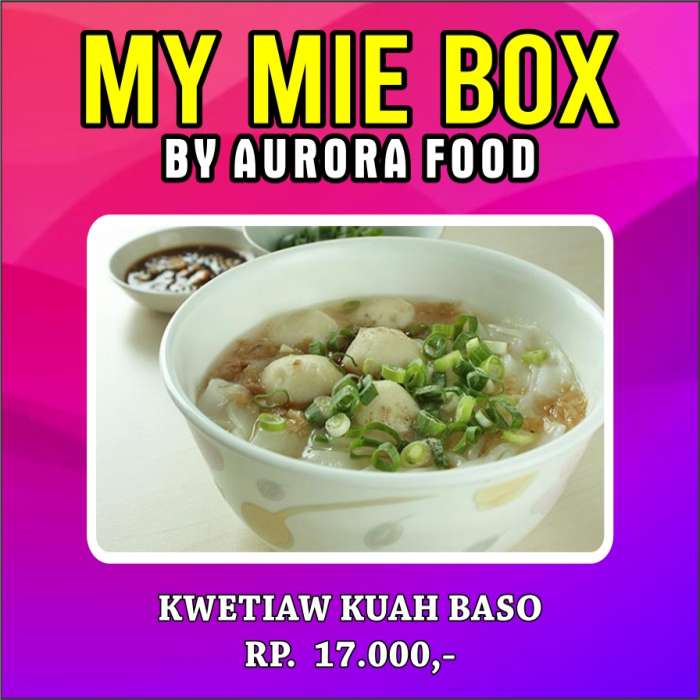 MY MIE BOX
BY AURORA FOOD
KWETIAW KUAH BASO
RP. 17.000,-